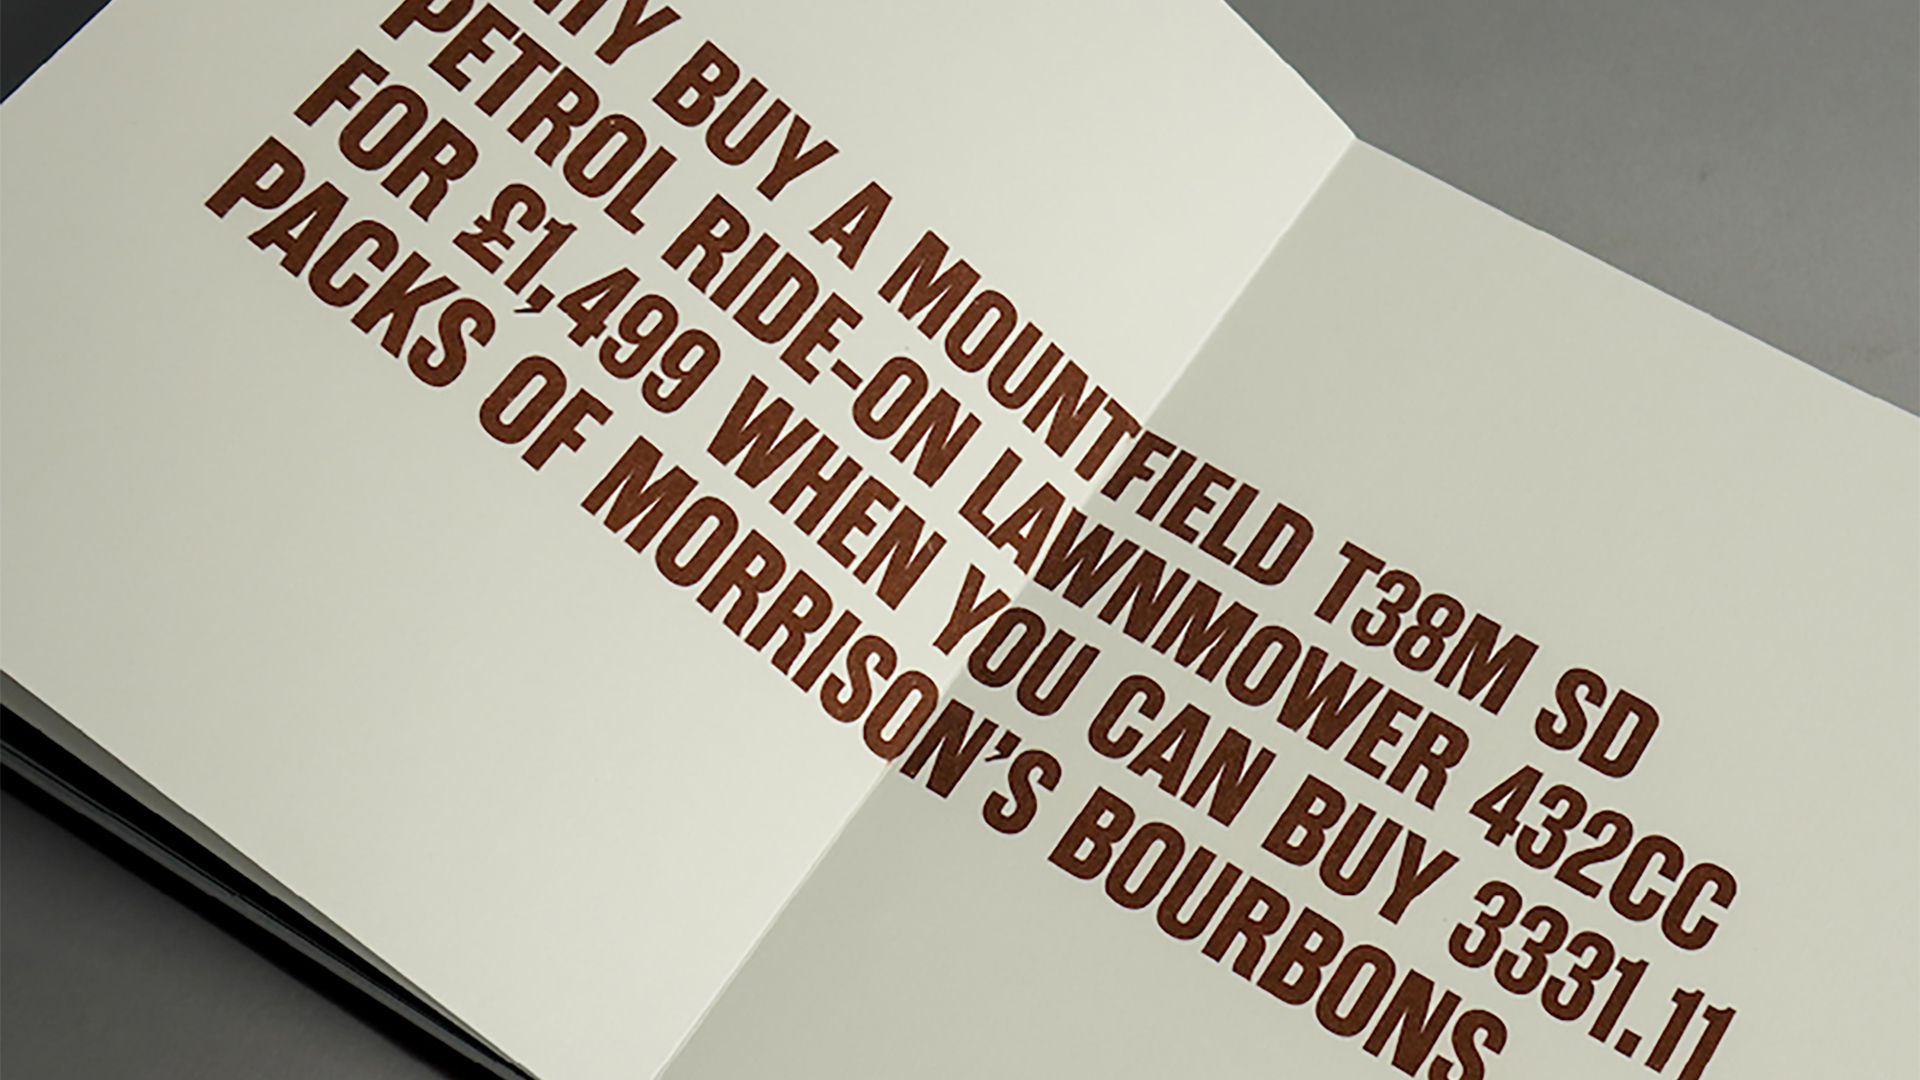 BUY A MOUNTFIELD T38M SD
PETROL RIDE-ON LAWNMOWER 432CC
FOR £1,499 WHEN YOU CAN BUY 3331.11
PACKS OF MORRISON'S BOURBONS